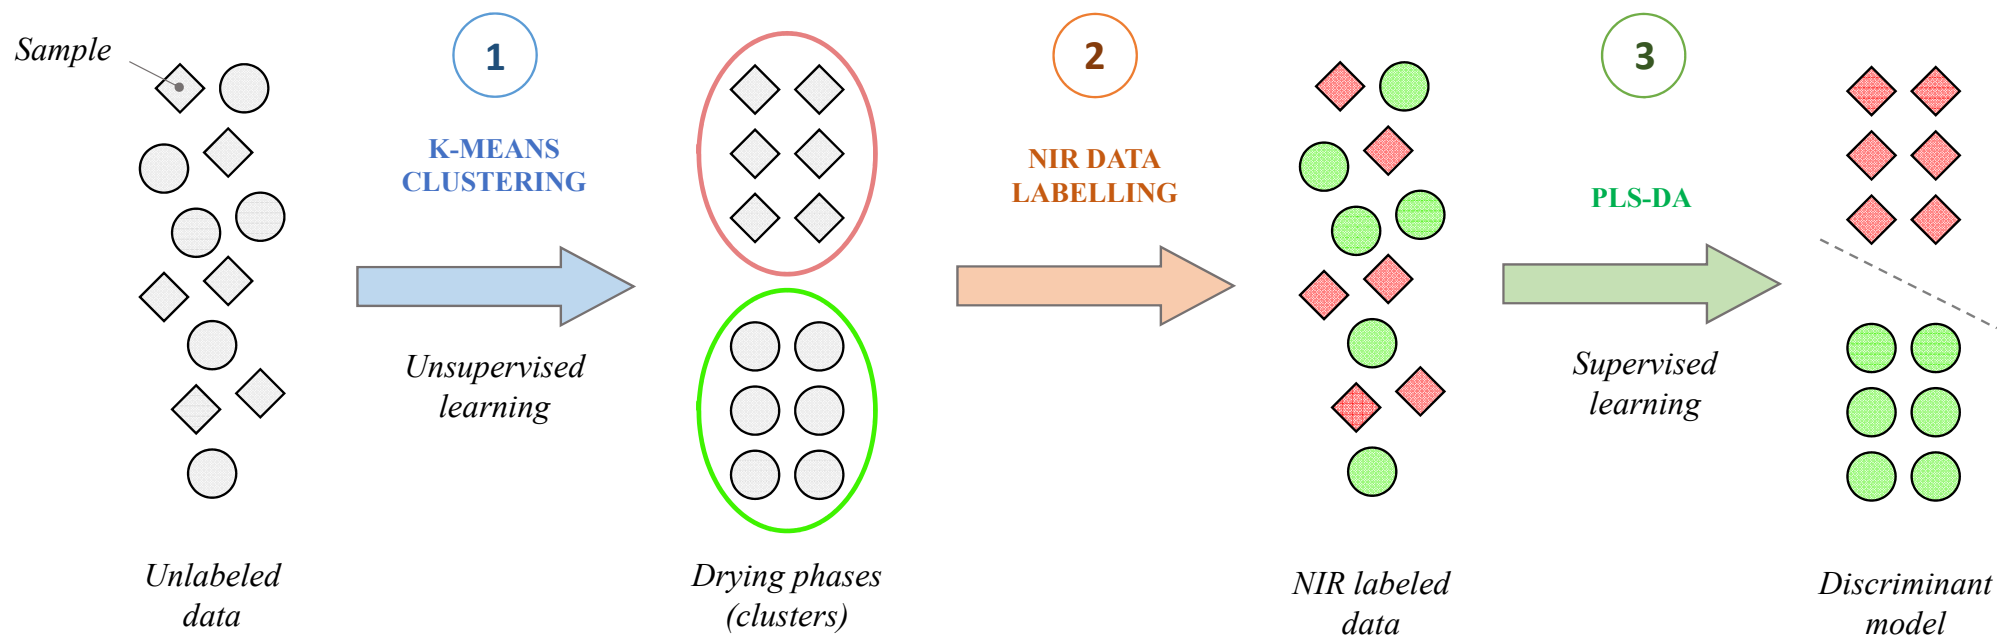 Sample
1
K-MEANS
CLUSTERING
Unsupervised
learning
2
NIR DATA
LABELLING
3
PLS-DA
Supervised
learning
Unlabeled
data
Drying phases
(clusters)
NIR labeled
data
Discriminant
model